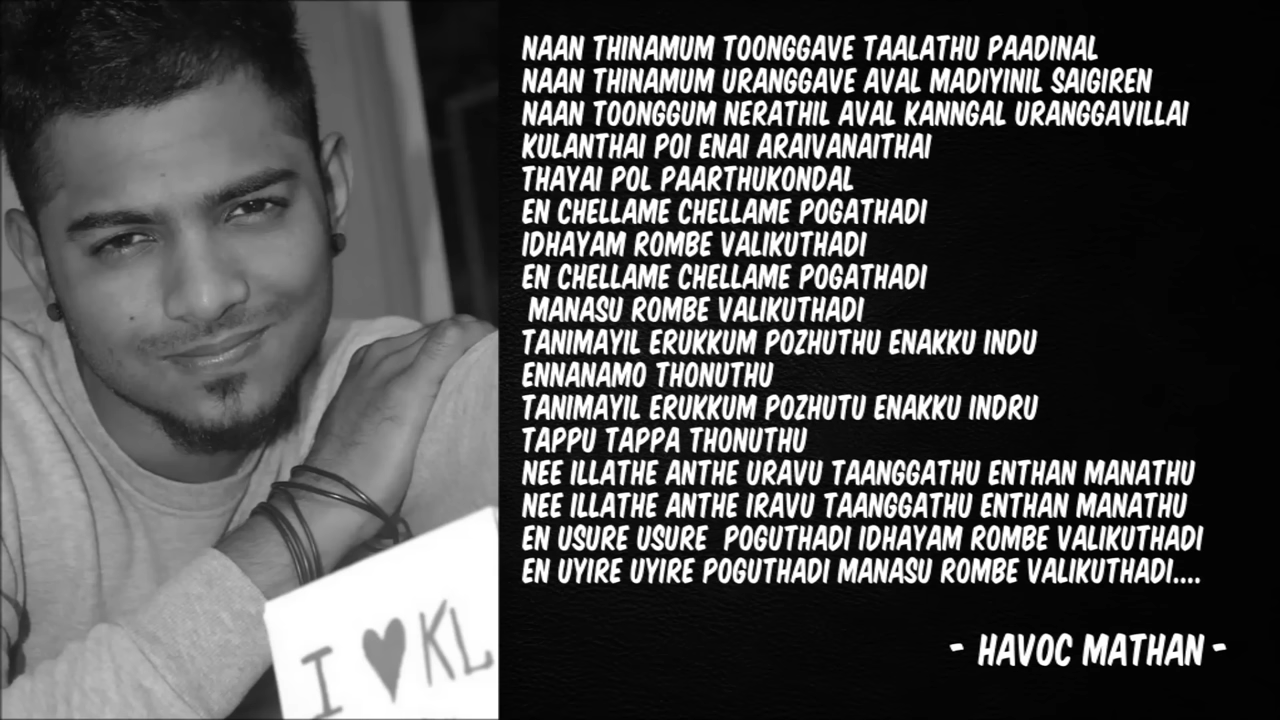 NAAN THINAMUM TOONGGAVE TAALATHU PAADINAL
NAAN THINAMUM URANGGAVE AVAL MADIYINIL SAIGIREN
NAAN TOONGGUM NERATHIL AVAL KANNGAL URANGGAVILLAI
KULANTHAI POI ENAI ARAIVANAITHAI
THAYAI POL PAARTHUKONDAL
EN CHELLAME CHELLAME POGATHADI
IDHAYAM ROMBE VALIKUTHADI
EN CHELLAME CHELLAME POGATHADI
MANASU ROMBE VALIKUTHADI
TANIMAYIL ERUKKUM POZHUTHU ENAKKU INDU
ENNANAMO THONUTHU
TANIMAYIL ERUKKUM POZHUTU ENAKKU INDRU
TAPPU TAPPA THONUTHU
NEE ILLATHE ANTHE URAVU TAANGGATHU ENTHAN MANATHU
NEE ILLATHE ANTHE IRAVU TAANGGATHU ENTHAN MANATHU
EN USURE USURE POGUTHADI IDHAYAM ROMBE VALIKUTHADI
EN UYIRE UYIRE POGUTHADI MANASU ROMBE VALIKUTHADI....
- HAVOC MATHAN -
I ♥ KL